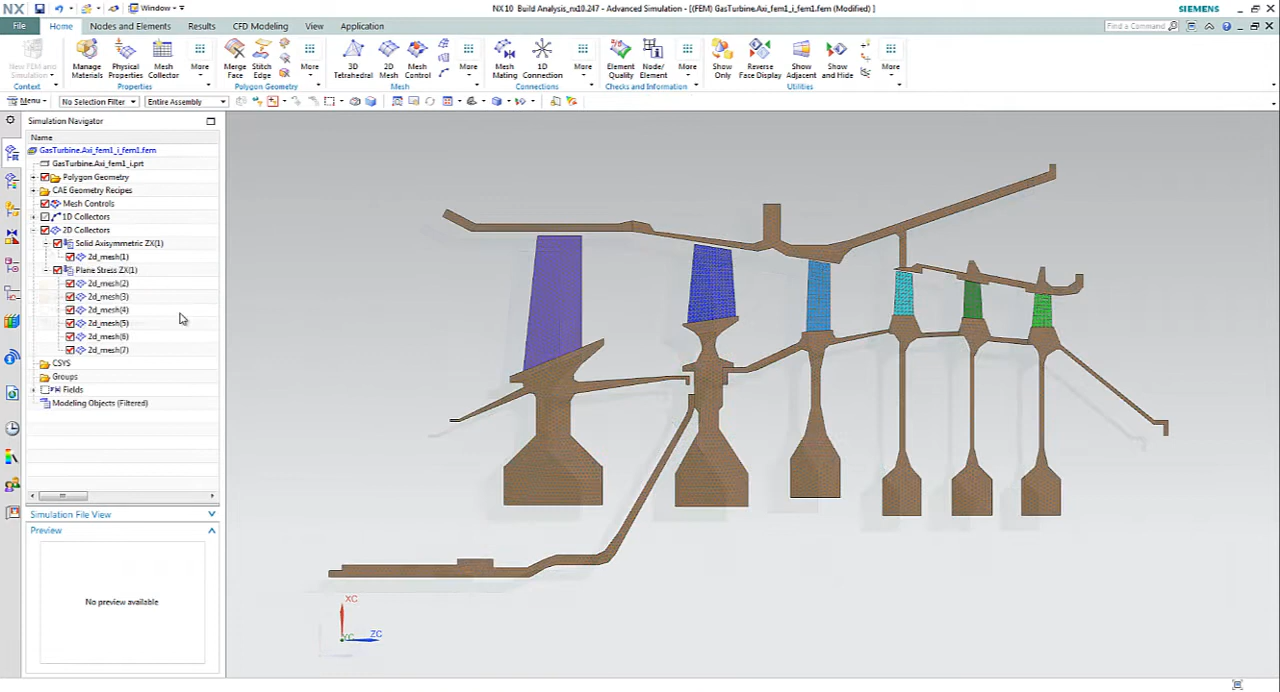 NX Window NX 10 Build Analysis_nx10.247 - Advanced Simulation - [(FEM) GasTurbine.Axi_fem1_i_fem1.fem (Modified) ] SIEMENS
File Home Nodes and Elements Results CFD Modeling View Application Find a Command
New FEM and Simulation Manage Materials Physical Properties Mesh Collector More Merge Face Stitch Edge More 3D Tetrahedral 2D Mesh Mesh Control More Mesh Mating 1D Connection More Element Quality Node/ Element More Show Only Reverse Face Display Show Adjacent Show and Hide More
Context Properties Polygon Geometry Mesh Connections Checks and Information Utilities
Menu No Selection Filter Entire Assembly
Simulation Navigator
Name
GasTurbine.Axi_fem1_i_fem1.fem
GasTurbine.Axi_fem1_i.prt
Polygon Geometry
CAE Geometry Recipes
Mesh Controls
1D Collectors
2D Collectors
Solid Axisymmetric ZX(1)
2d_mesh(1)
Plane Stress ZX(1)
2d_mesh(2)
2d_mesh(3)
2d_mesh(4)
2d_mesh(5)
2d_mesh(6)
2d_mesh(7)
CSYS
Groups
Fields
Modeling Objects (Filtered)
Simulation File View
Preview
No preview available
XC
YC ZC